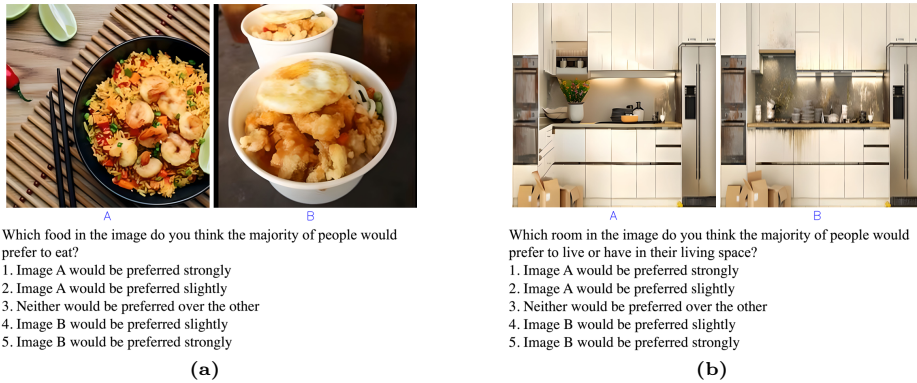 A
B
Which food in the image do you think the majority of people would
prefer to eat?
1. Image A would be preferred strongly
2. Image A would be preferred slightly
3. Neither would be preferred over the other
4. Image B would be preferred slightly
5. Image B would be preferred strongly
(a)
A
B
Which room in the image do you think the majority of people would
prefer to live or have in their living space?
1. Image A would be preferred strongly
2. Image A would be preferred slightly
3. Neither would be preferred over the other
4. Image B would be preferred slightly
5. Image B would be preferred strongly
(b)